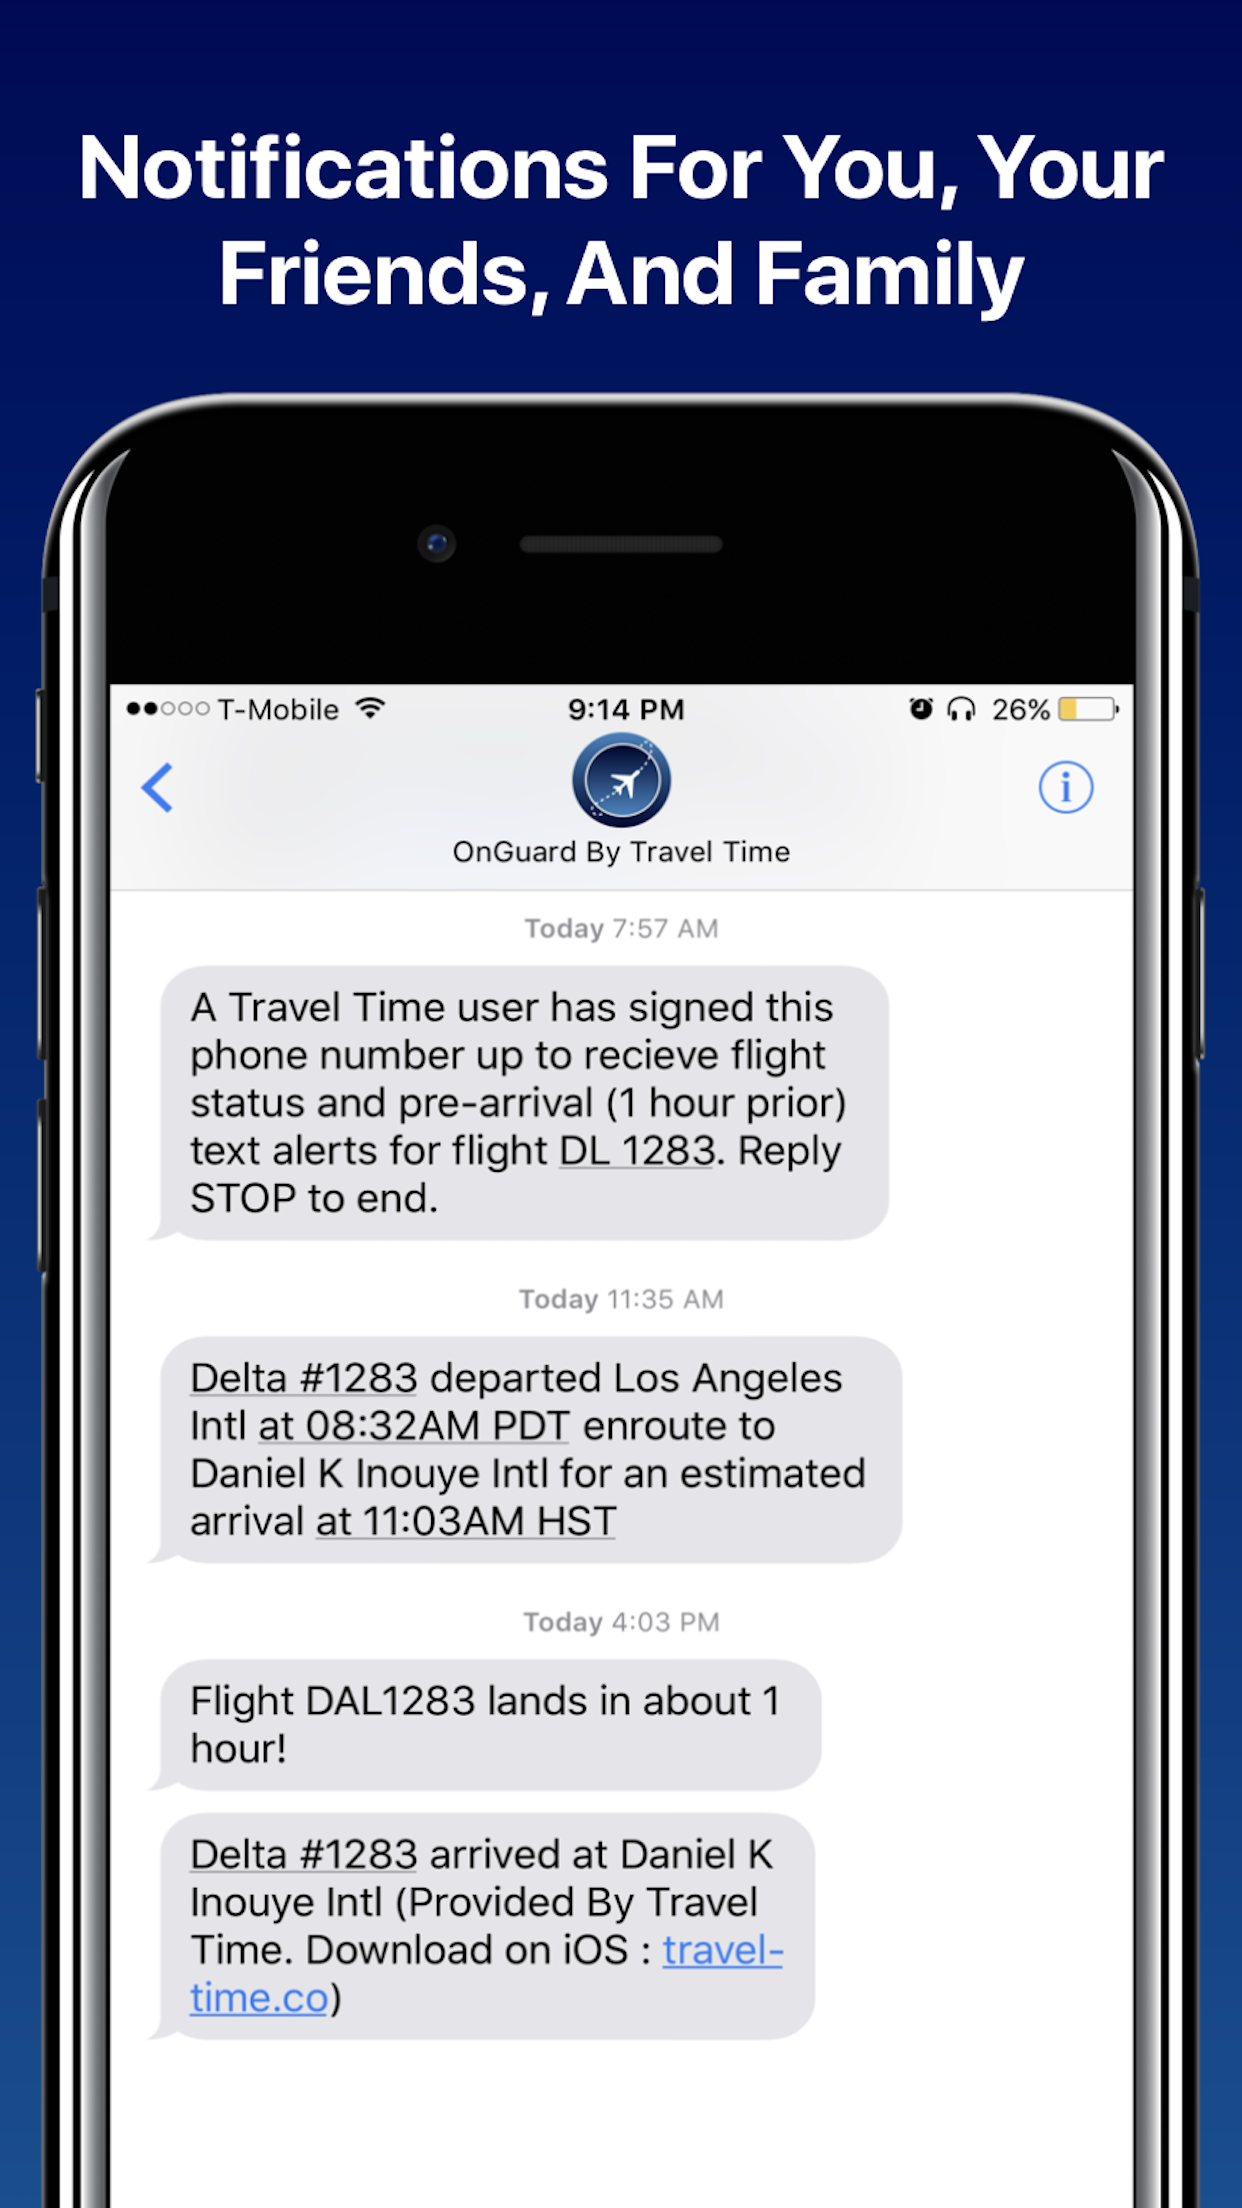 Notifications For You, Your
Friends, And Family
T-Mobile 9:14 PM 26%
OnGuard By Travel Time
Today 7:57 AM
A Travel Time user has signed this
phone number up to recieve flight
status and pre-arrival (1 hour prior)
text alerts for flight DL 1283. Reply
STOP to end.
Today 11:35 AM
Delta #1283 departed Los Angeles
Intl at 08:32AM PDT enroute to
Daniel K Inouye Intl for an estimated
arrival at 11:03AM HST
Today 4:03 PM
Flight DAL1283 lands in about 1
hour!
Delta #1283 arrived at Daniel K
Inouye Intl (Provided By Travel
Time. Download on iOS : travel-
time.co)